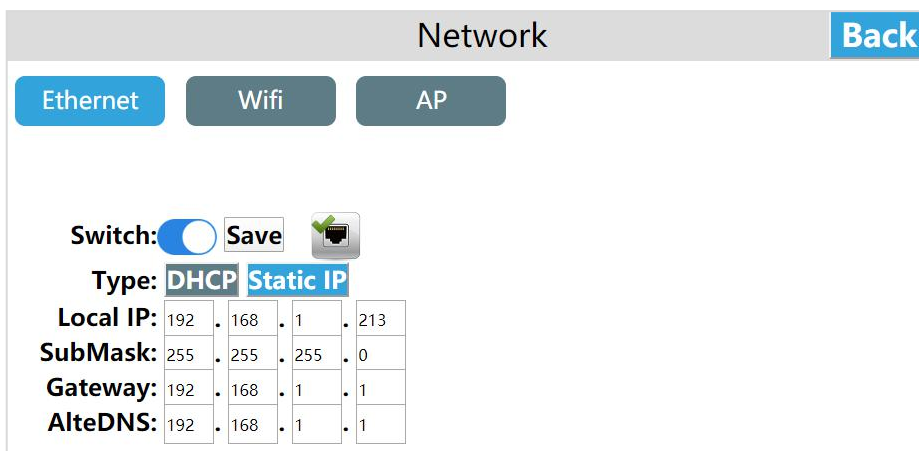 Network Back
Ethernet Wifi AP
Switch: Save
Type: DHCP Static IP
Local IP: 192 . 168 . 1 . 213
SubMask: 255 . 255 . 255 . 0
Gateway: 192 . 168 . 1 . 1
AlteDNS: 192 . 168 . 1 . 1